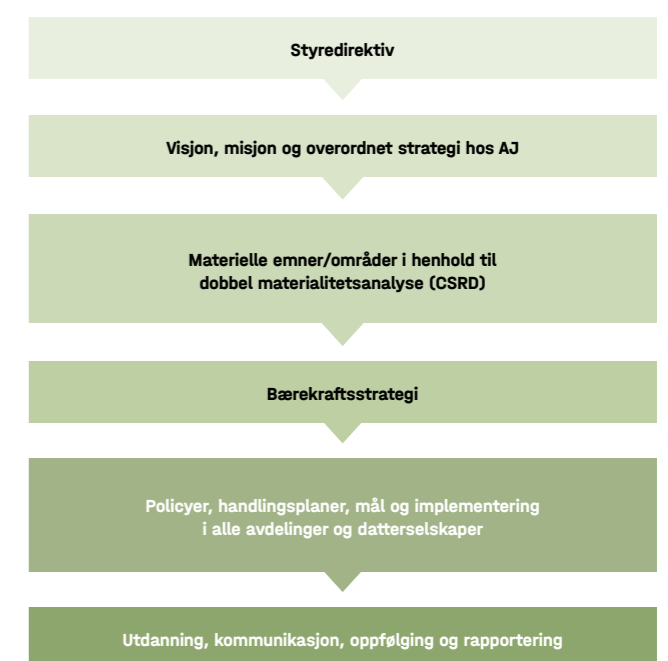 Styredirektiv
Visjon, misjon og overordnet strategi hos AJ
Materielle emner/områder i henhold til
dobbel materialitetsanalyse (CSRD)
Bærekraftsstrategi
Policyer, handlingsplaner, mål og implementering
i alle avdelinger og datterselskaper
Utdanning, kommunikasjon, oppfølging og rapportering